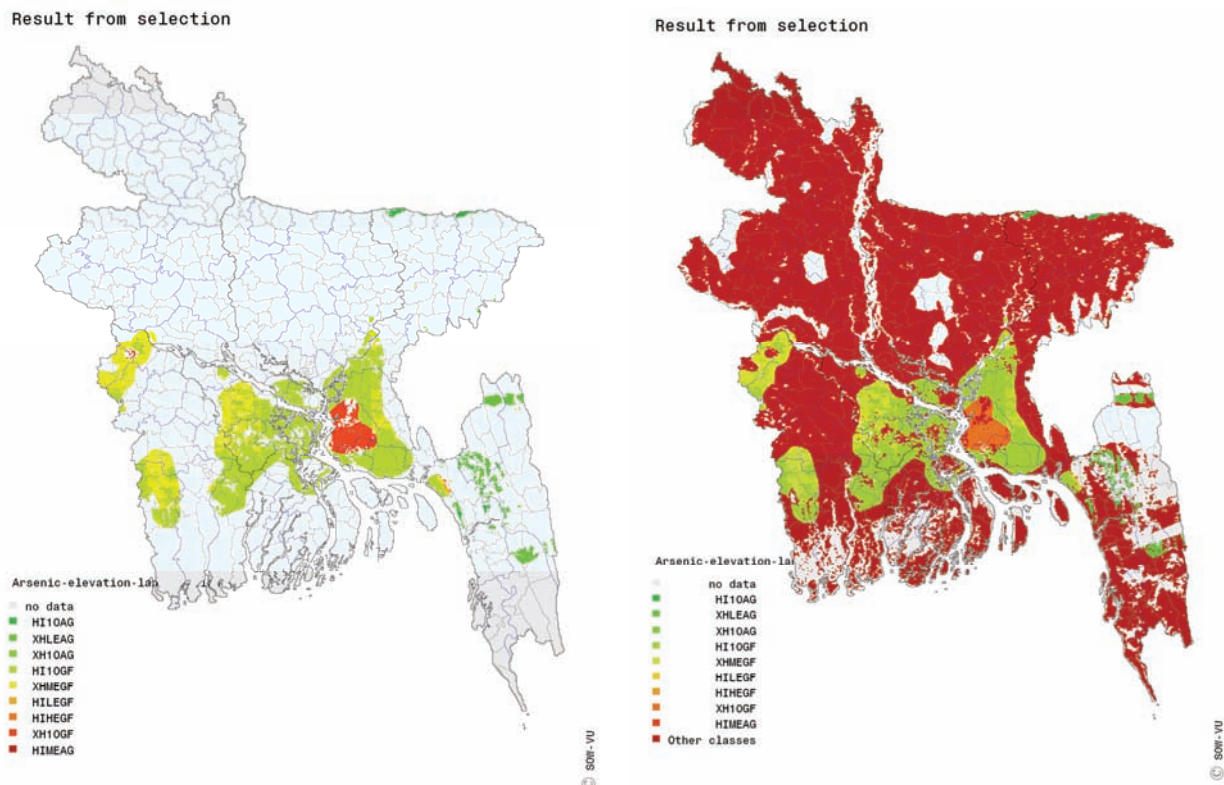 Result from selection
Arsenic-elevation-lan
no data
HI10AG
XHLEAG
XH10AG
HI10GF
XHMEGF
HILEGF
HIHEGF
XH10GF
HIMEAG
© SOW-VU
Result from selection
Arsenic-elevation-lan
no data
HI10AG
XHLEAG
XH10AG
HI10GF
XHMEGF
HILEGF
HIHEGF
XH10GF
HIMEAG
Other classes
© SOW-VU